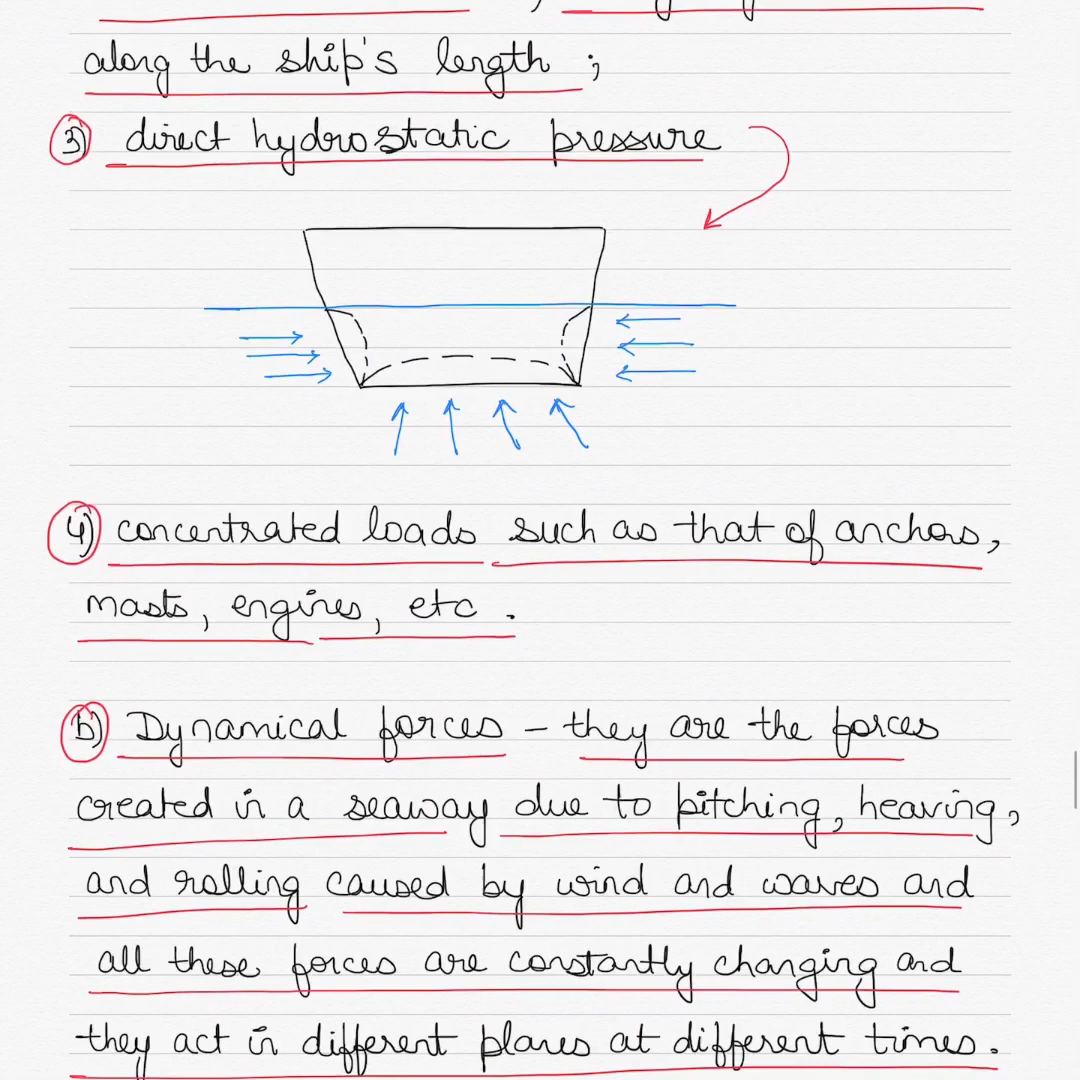 along the ship's length ;
3) direct hydrostatic pressure
4) concentrated loads such as that of anchors,
masts, engines, etc .
b) Dynamical forces - they are the forces
created in a seaway due to pitching, heaving,
and rolling caused by wind and waves and
all these forces are constantly changing and
they act in different planes at different times.